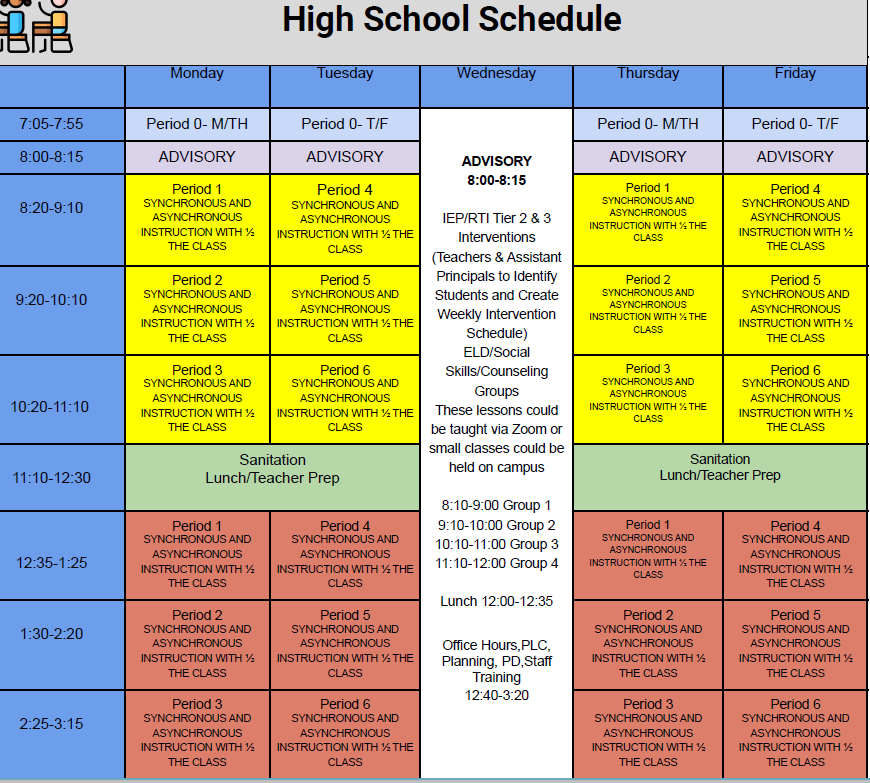 High School Schedule
Monday
Tuesday
Wednesday
Thursday
Friday
7:05-7:55
Period 0- M/TH
Period 0- T/F
Period 0- M/TH
Period 0- T/F
8:00-8:15
ADVISORY
ADVISORY
ADVISORY
ADVISORY
8:20-9:10
Period 1
SYNCHRONOUS AND
ASYNCHRONOUS
INSTRUCTION WITH ½
THE CLASS
Period 4
SYNCHRONOUS AND
ASYNCHRONOUS
INSTRUCTION WITH ½ THE
CLASS
Period 1
SYNCHRONOUS AND
ASYNCHRONOUS
INSTRUCTION WITH ½ THE
CLASS
Period 4
SYNCHRONOUS AND
ASYNCHRONOUS
INSTRUCTION WITH ½
THE CLASS
9:20-10:10
Period 2
SYNCHRONOUS AND
ASYNCHRONOUS
INSTRUCTION WITH ½
THE CLASS
Period 5
SYNCHRONOUS AND
ASYNCHRONOUS
INSTRUCTION WITH ½ THE
CLASS
Period 2
SYNCHRONOUS AND
ASYNCHRONOUS
INSTRUCTION WITH ½ THE
CLASS
Period 5
SYNCHRONOUS AND
ASYNCHRONOUS
INSTRUCTION WITH ½
THE CLASS
10:20-11:10
Period 3
SYNCHRONOUS AND
ASYNCHRONOUS
INSTRUCTION WITH ½
THE CLASS
Period 6
SYNCHRONOUS AND
ASYNCHRONOUS
INSTRUCTION WITH ½ THE
CLASS
Period 3
SYNCHRONOUS AND
ASYNCHRONOUS
INSTRUCTION WITH ½ THE
CLASS
Period 6
SYNCHRONOUS AND
ASYNCHRONOUS
INSTRUCTION WITH ½
THE CLASS
11:10-12:30
Sanitation
Lunch/Teacher Prep
Sanitation
Lunch/Teacher Prep
12:35-1:25
Period 1
SYNCHRONOUS AND
ASYNCHRONOUS
INSTRUCTION WITH ½
THE CLASS
Period 4
SYNCHRONOUS AND
ASYNCHRONOUS
INSTRUCTION WITH ½ THE
CLASS
Period 1
SYNCHRONOUS AND
ASYNCHRONOUS
INSTRUCTION WITH ½ THE
CLASS
Period 4
SYNCHRONOUS AND
ASYNCHRONOUS
INSTRUCTION WITH ½
THE CLASS
1:30-2:20
Period 2
SYNCHRONOUS AND
ASYNCHRONOUS
INSTRUCTION WITH ½
THE CLASS
Period 5
SYNCHRONOUS AND
ASYNCHRONOUS
INSTRUCTION WITH ½ THE
CLASS
Period 2
SYNCHRONOUS AND
ASYNCHRONOUS
INSTRUCTION WITH ½
THE CLASS
Period 5
SYNCHRONOUS AND
ASYNCHRONOUS
INSTRUCTION WITH ½
THE CLASS
2:25-3:15
Period 3
SYNCHRONOUS AND
ASYNCHRONOUS
INSTRUCTION WITH ½
THE CLASS
Period 6
SYNCHRONOUS AND
ASYNCHRONOUS
INSTRUCTION WITH ½ THE
CLASS
Period 3
SYNCHRONOUS AND
ASYNCHRONOUS
INSTRUCTION WITH ½
THE CLASS
Period 6
SYNCHRONOUS AND
ASYNCHRONOUS
INSTRUCTION WITH ½
THE CLASS
ADVISORY
8:00-8:15
IEP/RTI Tier 2 & 3
Interventions
(Teachers & Assistant
Principals to Identify
Students and Create
Weekly Intervention
Schedule)
ELD/Social
Skills/Counseling
Groups
These lessons could
be taught via Zoom or
small classes could be
held on campus
8:10-9:00 Group 1
9:10-10:00 Group 2
10:10-11:00 Group 3
11:10-12:00 Group 4
Lunch 12:00-12:35
Office Hours,PLC,
Planning, PD,Staff
Training
12:40-3:20